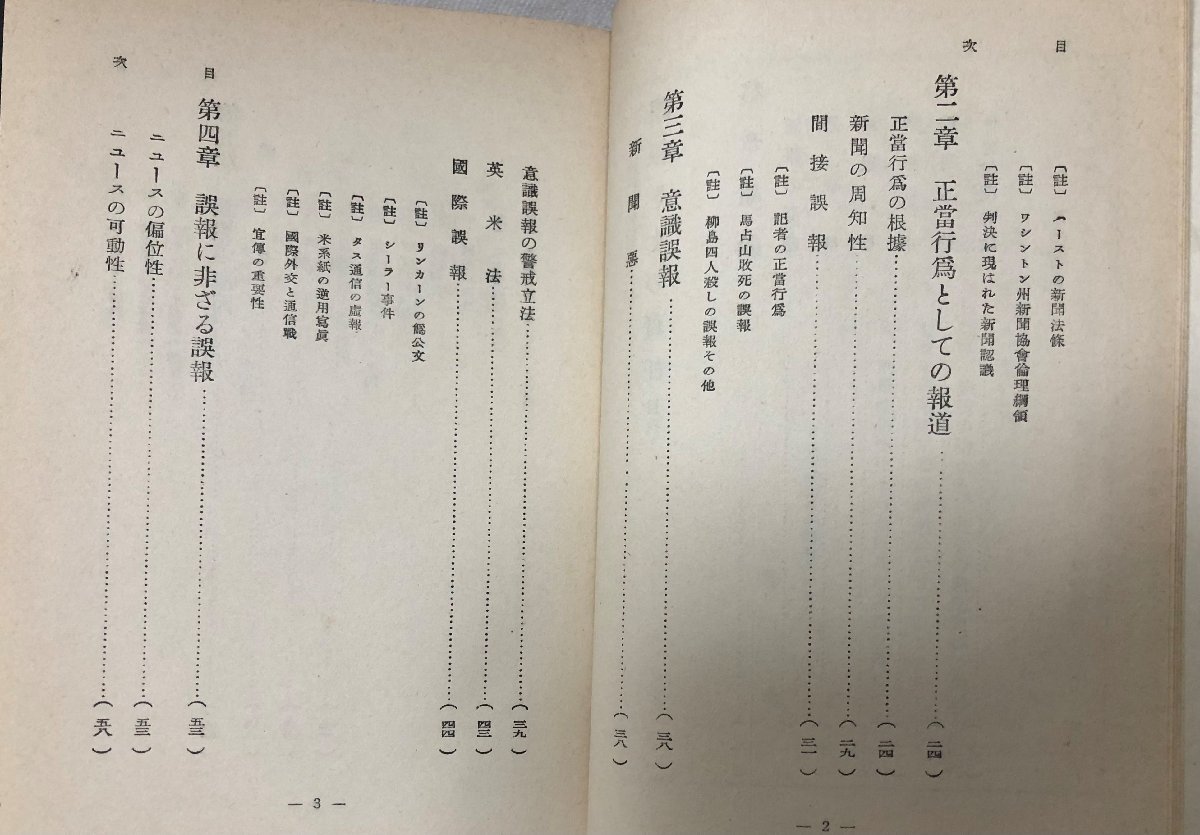 目次
〔註〕 ハーストの新聞法條
〔註〕 ワシントン州新聞協會倫理綱領
〔註〕 判決に現はれた新聞認識
第二章 正當行爲としての報道……(二四)
正當行爲の根據……(二四)
新聞の周知性……(二九)
間接誤報……(三一)
〔註〕 記者の正當行爲
〔註〕 馬占山敗死の誤報
〔註〕 柳島四人殺しの誤報その他
第三章 意識誤報……(三八)
新聞惡……(三八)
— 2 —
意識誤報の警戒立法……(三九)
英米法……(四三)
國際誤報……(四四)
〔註〕 リンカーンの僞公文
〔註〕 シーラー事件
〔註〕 タス通信の虛報
〔註〕 米系紙の逆用寫眞
〔註〕 國際外交と通信戰
〔註〕 宣傳の重要性
目次
第四章 誤報に非ざる誤報……(五三)
ニュースの偏位性……(五三)
ニュースの可動性……(五八)
— 3 —